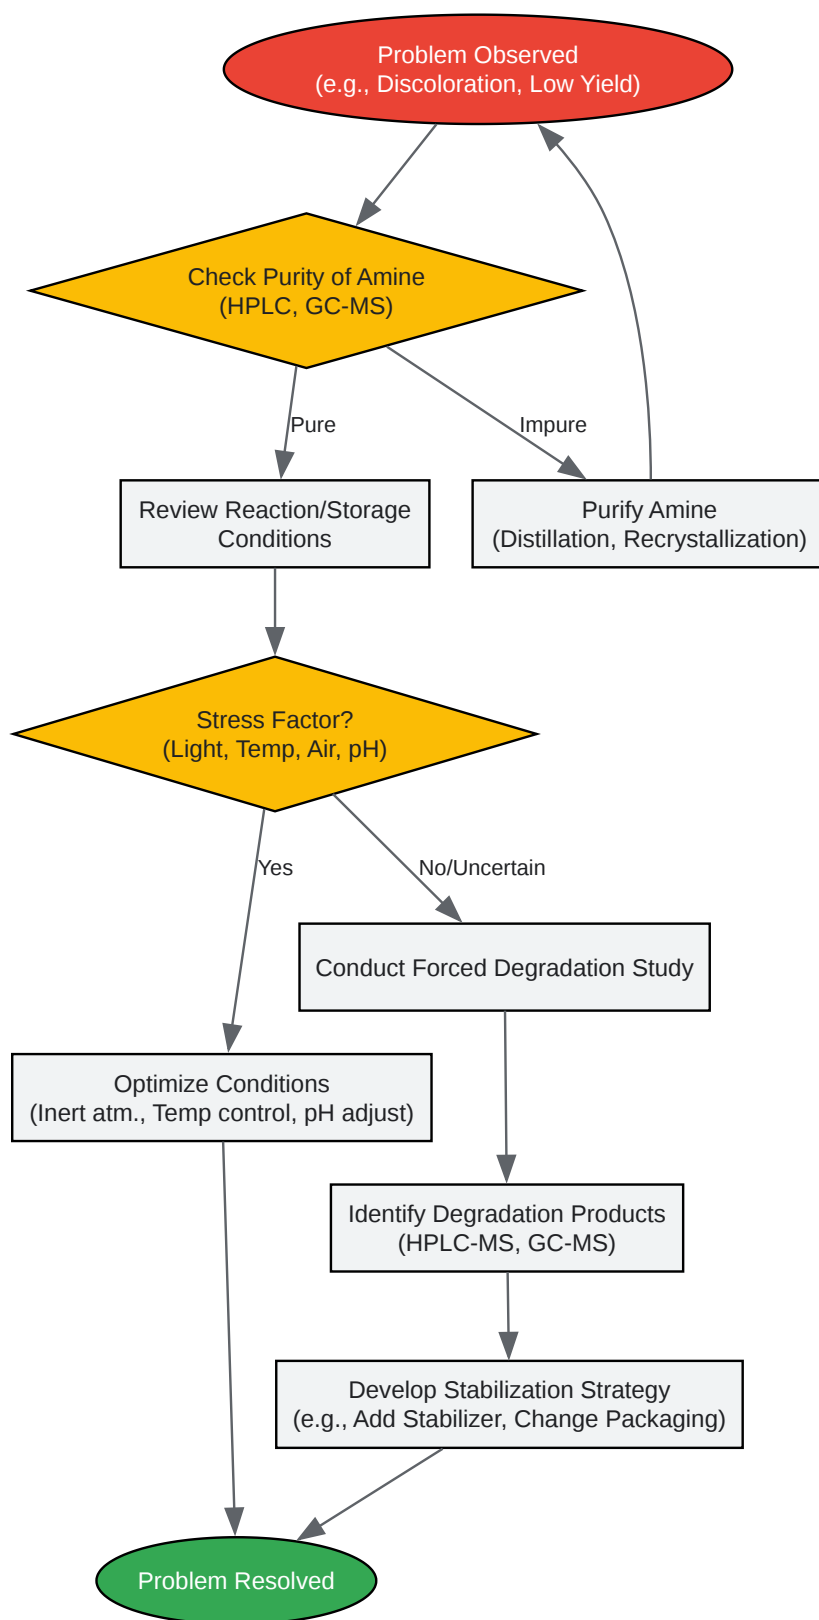 Problem Observed
(e.g., Discoloration, Low Yield)
Check Purity of Amine
(HPLC, GC-MS)
Pure
Impure
Review Reaction/Storage
Conditions
Purify Amine
(Distillation, Recrystallization)
Stress Factor?
(Light, Temp, Air, pH)
Yes
No/Uncertain
Conduct Forced Degradation Study
Optimize Conditions
(Inert atm., Temp control, pH adjust)
Identify Degradation Products
(HPLC-MS, GC-MS)
Develop Stabilization Strategy
(e.g., Add Stabilizer, Change Packaging)
Problem Resolved